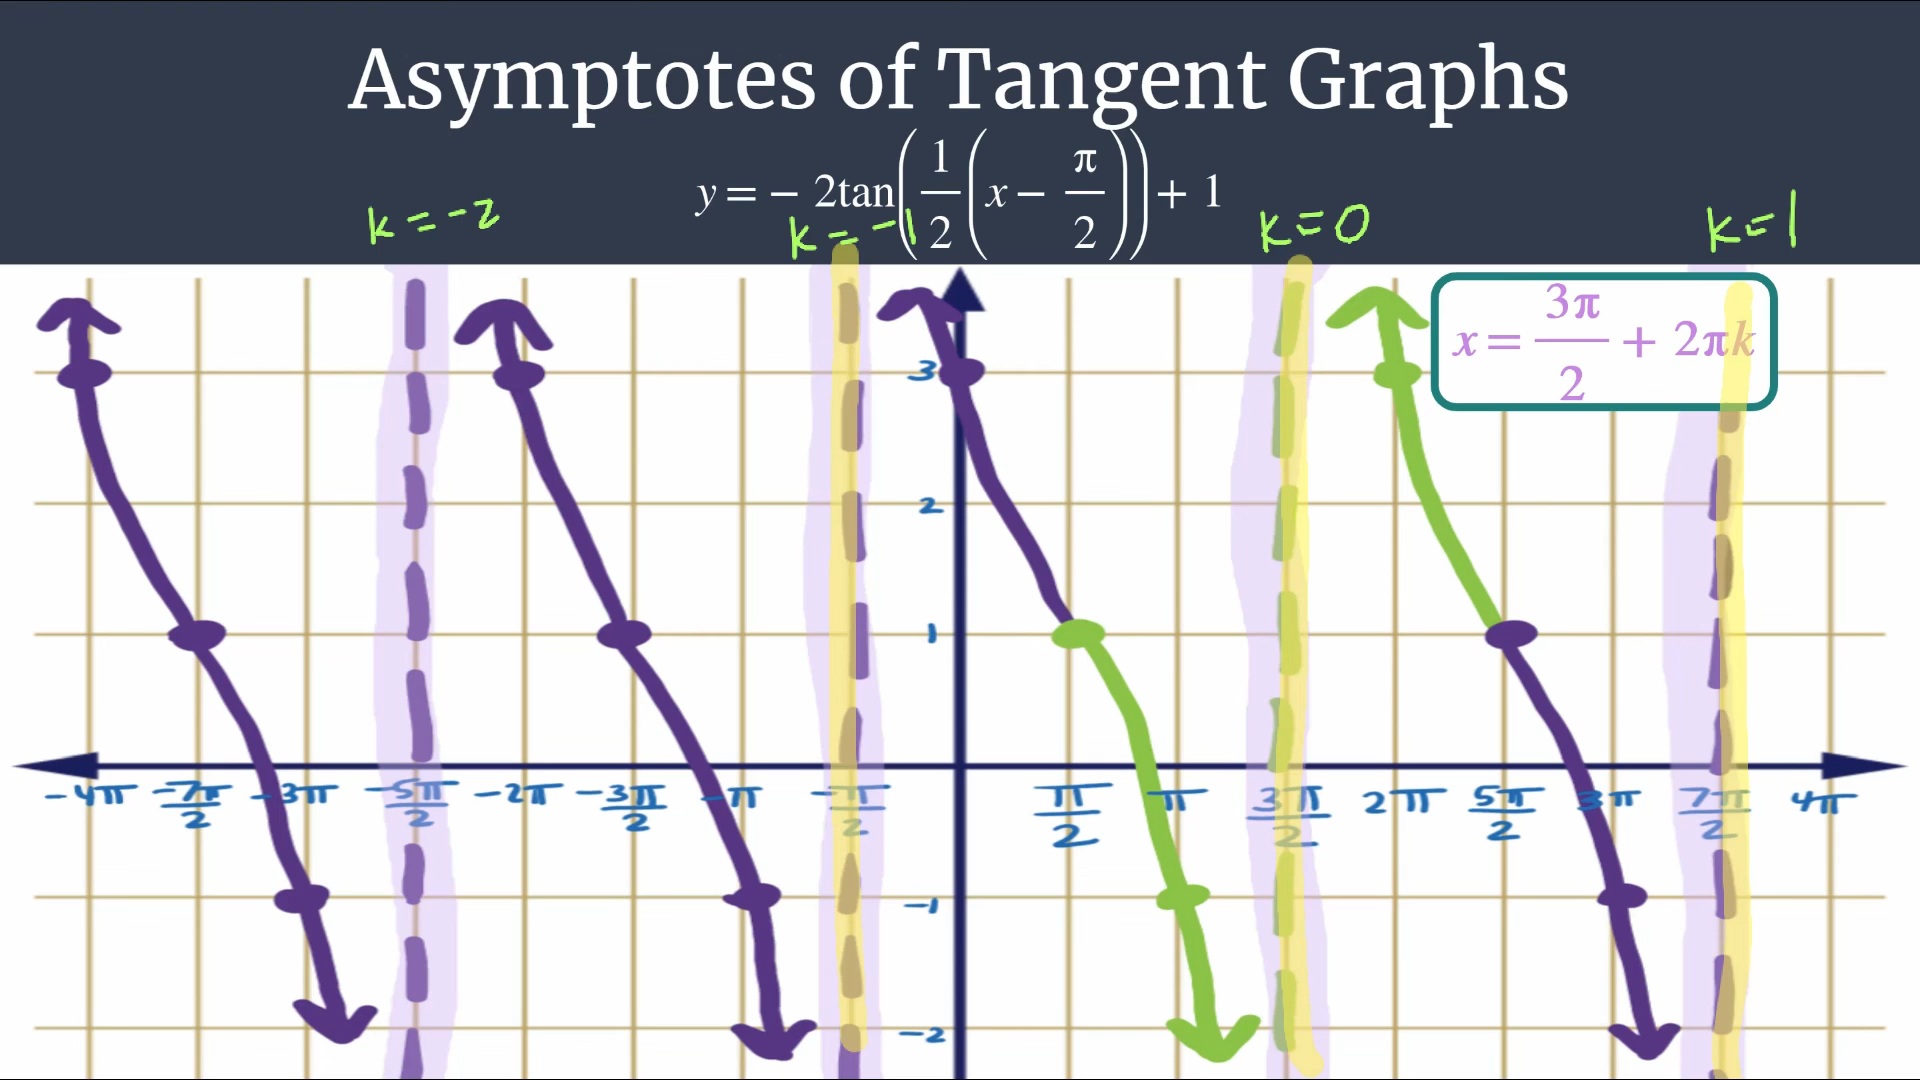 Asymptotes of Tangent Graphs
y = − 2tan(1/2(x − π/2)) + 1
k = -2
k = -1
k = 0
k = 1
x = 3π/2 + 2πk
3
2
1
-4π -7π/2 -3π -5π/2 -2π -3π/2 -π -π/2 π/2 π 3π/2 2π 5π/2 3π 7π/2 4π
-1
-2